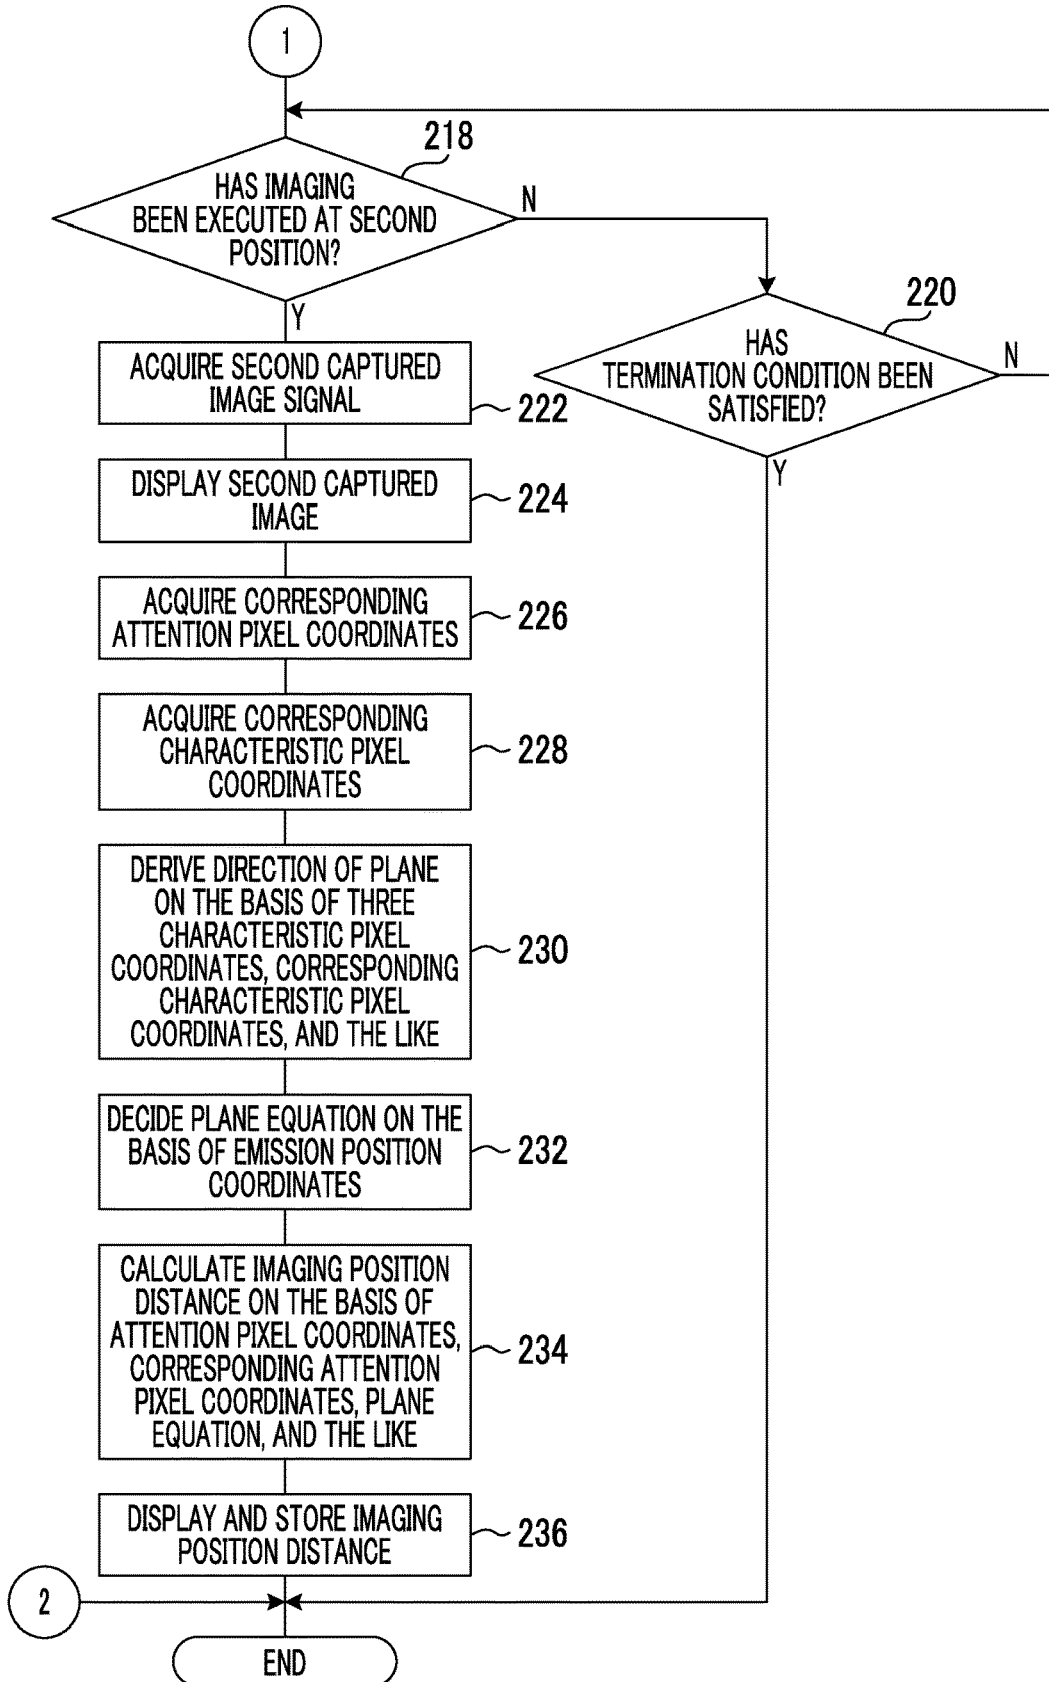 1
218
HAS IMAGING
BEEN EXECUTED AT SECOND
POSITION?
N
Y
220
HAS
TERMINATION CONDITION BEEN
SATISFIED?
N
Y
ACQUIRE SECOND CAPTURED
IMAGE SIGNAL
222
DISPLAY SECOND CAPTURED
IMAGE
224
ACQUIRE CORRESPONDING
ATTENTION PIXEL COORDINATES
226
ACQUIRE CORRESPONDING
CHARACTERISTIC PIXEL
COORDINATES
228
DERIVE DIRECTION OF PLANE
ON THE BASIS OF THREE
CHARACTERISTIC PIXEL
COORDINATES, CORRESPONDING
CHARACTERISTIC PIXEL
COORDINATES, AND THE LIKE
230
DECIDE PLANE EQUATION ON THE
BASIS OF EMISSION POSITION
COORDINATES
232
CALCULATE IMAGING POSITION
DISTANCE ON THE BASIS OF
ATTENTION PIXEL COORDINATES,
CORRESPONDING ATTENTION
PIXEL COORDINATES, PLANE
EQUATION, AND THE LIKE
234
DISPLAY AND STORE IMAGING
POSITION DISTANCE
236
2
END